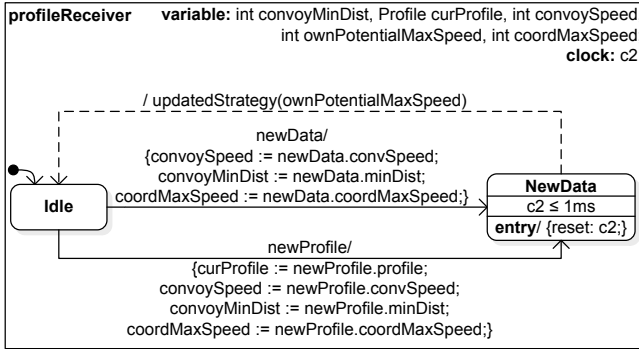 profileReceiver variable: int convoyMinDist, Profile curProfile, int convoySpeed
int ownPotentialMaxSpeed, int coordMaxSpeed
clock: c2
/ updatedStrategy(ownPotentialMaxSpeed)
newData/
{convoySpeed := newData.convSpeed;
convoyMinDist := newData.minDist;
coordMaxSpeed := newData.coordMaxSpeed;}
Idle
NewData
c2 ≤ 1ms
entry/ {reset: c2;}
newProfile/
{curProfile := newProfile.profile;
convoySpeed := newProfile.convSpeed;
convoyMinDist := newProfile.minDist;
coordMaxSpeed := newProfile.coordMaxSpeed;}